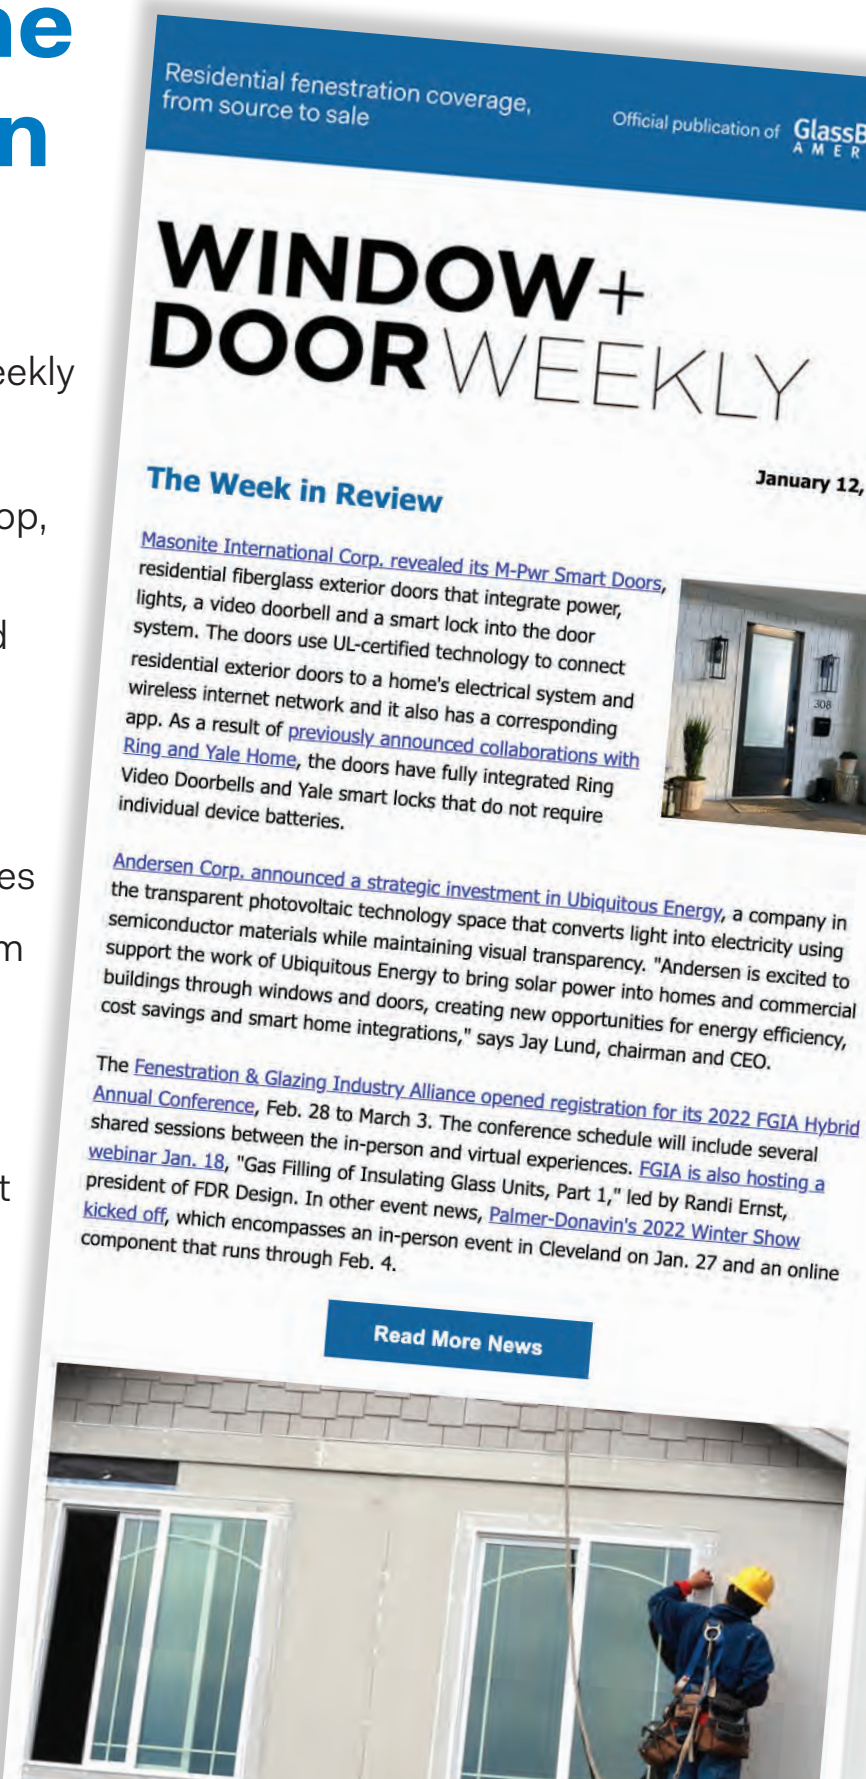 Residential fenestration coverage,
from source to sale
Official publication of
WINDOW+
DOOR WEEKLY
January 12,
The Week in Review
Masonite International Corp. revealed its M-Pwr Smart Doors,
residential fiberglass exterior doors that integrate power,
lights, a video doorbell and a smart lock into the door
system. The doors use UL-certified technology to connect
residential exterior doors to a home's electrical system and
wireless internet network and it also has a corresponding
app. As a result of previously announced collaborations with
Ring and Yale Home, the doors have fully integrated Ring
Video Doorbells and Yale smart locks that do not require
individual device batteries.
308
Andersen Corp. announced a strategic investment in Ubiquitous Energy, a company in
the transparent photovoltaic technology space that converts light into electricity using
semiconductor materials while maintaining visual transparency. "Andersen is excited to
support the work of Ubiquitous Energy to bring solar power into homes and commercial
buildings through windows and doors, creating new opportunities for energy efficiency,
cost savings and smart home integrations," says Jay Lund, chairman and CEO.
The Fenestration & Glazing Industry Alliance opened registration for its 2022 FGIA Hybrid
Annual Conference, Feb. 28 to March 3. The conference schedule will include several
shared sessions between the in-person and virtual experiences. FGIA is also hosting a
webinar Jan. 18, "Gas Filling of Insulating Glass Units, Part 1," led by Randi Ernst,
president of FDR Design. In other event news, Palmer-Donavin's 2022 Winter Show
kicked off, which encompasses an in-person event in Cleveland on Jan. 27 and an online
component that runs through Feb. 4.
Read More News